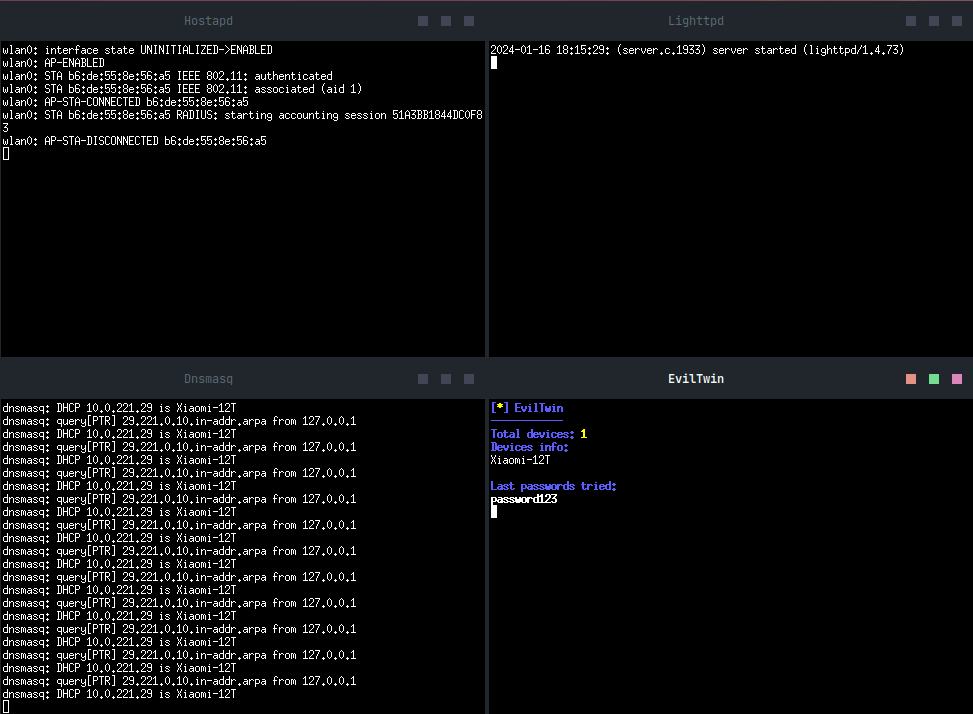 Hostapd
wlan0: interface state UNINITIALIZED->ENABLED
wlan0: AP-ENABLED
wlan0: STA b6:de:55:8e:56:a5 IEEE 802.11: authenticated
wlan0: STA b6:de:55:8e:56:a5 IEEE 802.11: associated (aid 1)
wlan0: AP-STA-CONNECTED b6:de:55:8e:56:a5
wlan0: STA b6:de:55:8e:56:a5 RADIUS: starting accounting session 51A3BB1844DC0F8
3
wlan0: AP-STA-DISCONNECTED b6:de:55:8e:56:a5
Lighttpd
2024-01-16 18:15:29: (server.c.1933) server started (lighttpd/1.4.73)
Dnsmasq
dnsmasq: DHCP 10.0.221.29 is Xiaomi-12T
dnsmasq: query[PTR] 29.221.0.10.in-addr.arpa from 127.0.0.1
dnsmasq: DHCP 10.0.221.29 is Xiaomi-12T
dnsmasq: query[PTR] 29.221.0.10.in-addr.arpa from 127.0.0.1
dnsmasq: DHCP 10.0.221.29 is Xiaomi-12T
dnsmasq: query[PTR] 29.221.0.10.in-addr.arpa from 127.0.0.1
dnsmasq: DHCP 10.0.221.29 is Xiaomi-12T
dnsmasq: query[PTR] 29.221.0.10.in-addr.arpa from 127.0.0.1
dnsmasq: DHCP 10.0.221.29 is Xiaomi-12T
dnsmasq: query[PTR] 29.221.0.10.in-addr.arpa from 127.0.0.1
dnsmasq: DHCP 10.0.221.29 is Xiaomi-12T
dnsmasq: query[PTR] 29.221.0.10.in-addr.arpa from 127.0.0.1
dnsmasq: DHCP 10.0.221.29 is Xiaomi-12T
dnsmasq: query[PTR] 29.221.0.10.in-addr.arpa from 127.0.0.1
dnsmasq: DHCP 10.0.221.29 is Xiaomi-12T
dnsmasq: query[PTR] 29.221.0.10.in-addr.arpa from 127.0.0.1
dnsmasq: DHCP 10.0.221.29 is Xiaomi-12T
dnsmasq: query[PTR] 29.221.0.10.in-addr.arpa from 127.0.0.1
dnsmasq: DHCP 10.0.221.29 is Xiaomi-12T
dnsmasq: query[PTR] 29.221.0.10.in-addr.arpa from 127.0.0.1
dnsmasq: DHCP 10.0.221.29 is Xiaomi-12T
dnsmasq: query[PTR] 29.221.0.10.in-addr.arpa from 127.0.0.1
dnsmasq: DHCP 10.0.221.29 is Xiaomi-12T
EvilTwin
[*] EvilTwin
Total devices: 1
Devices info:
Xiaomi-12T
Last passwords tried:
password123